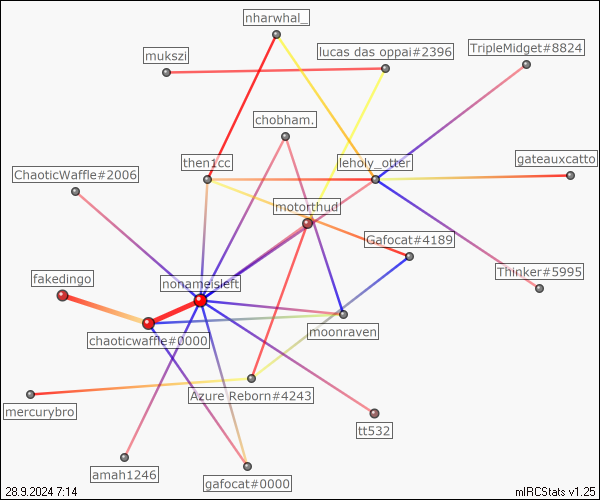 nharwhal_
lucas das oppai#2396
TripleMidget#8824
mukszi
chobham.
then1cc
leholy_otter
gateauxcatto
ChaoticWaffle#2006
motorthud
Gafocat#4189
Thinker#5995
fakedingo
nonameisleft
chaoticwaffle#0000
moonraven
Azure Reborn#4243
mercurybro
tt532
amah1246
gafocat#0000
28.9.2024 7:14
mIRCStats v1.25